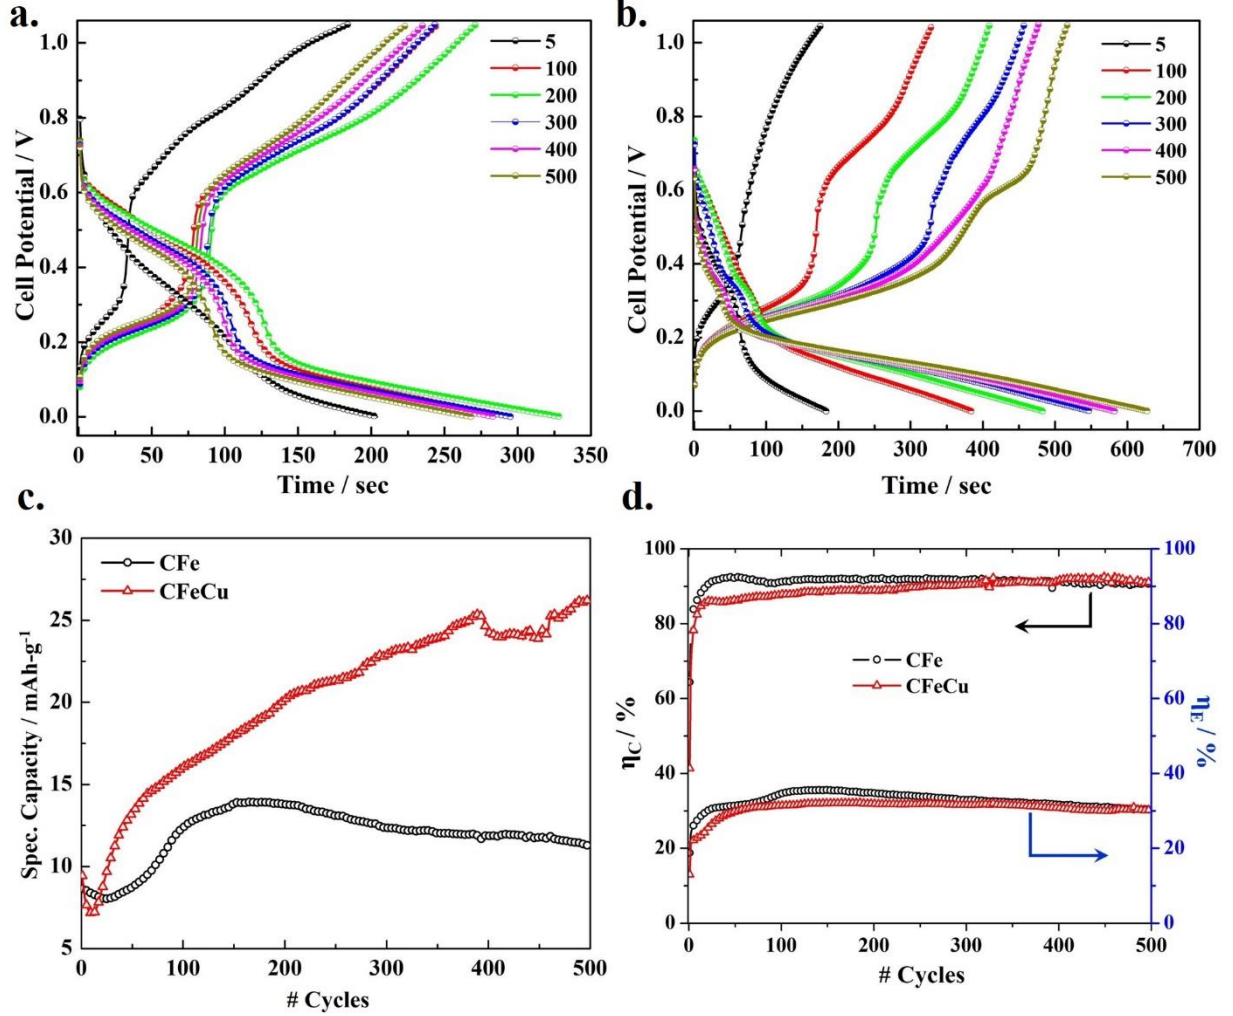 a.
1.0
0.8
0.6
0.4
0.2
0.0
Cell Potential / V
5
100
200
300
400
500
0 50 100 150 200 250 300 350
Time / sec
b.
1.0
0.8
0.6
0.4
0.2
0.0
Cell Potential / V
5
100
200
300
400
500
0 100 200 300 400 500 600 700
Time / sec
c.
30
25
20
15
10
5
Spec. Capacity / mAh-g⁻¹
CFe
CFeCu
0 100 200 300 400 500
# Cycles
d.
100
80
60
40
20
0
ηC / %
CFe
CFeCu
100
80
60
40
20
0
ηE / %
0 100 200 300 400 500
# Cycles